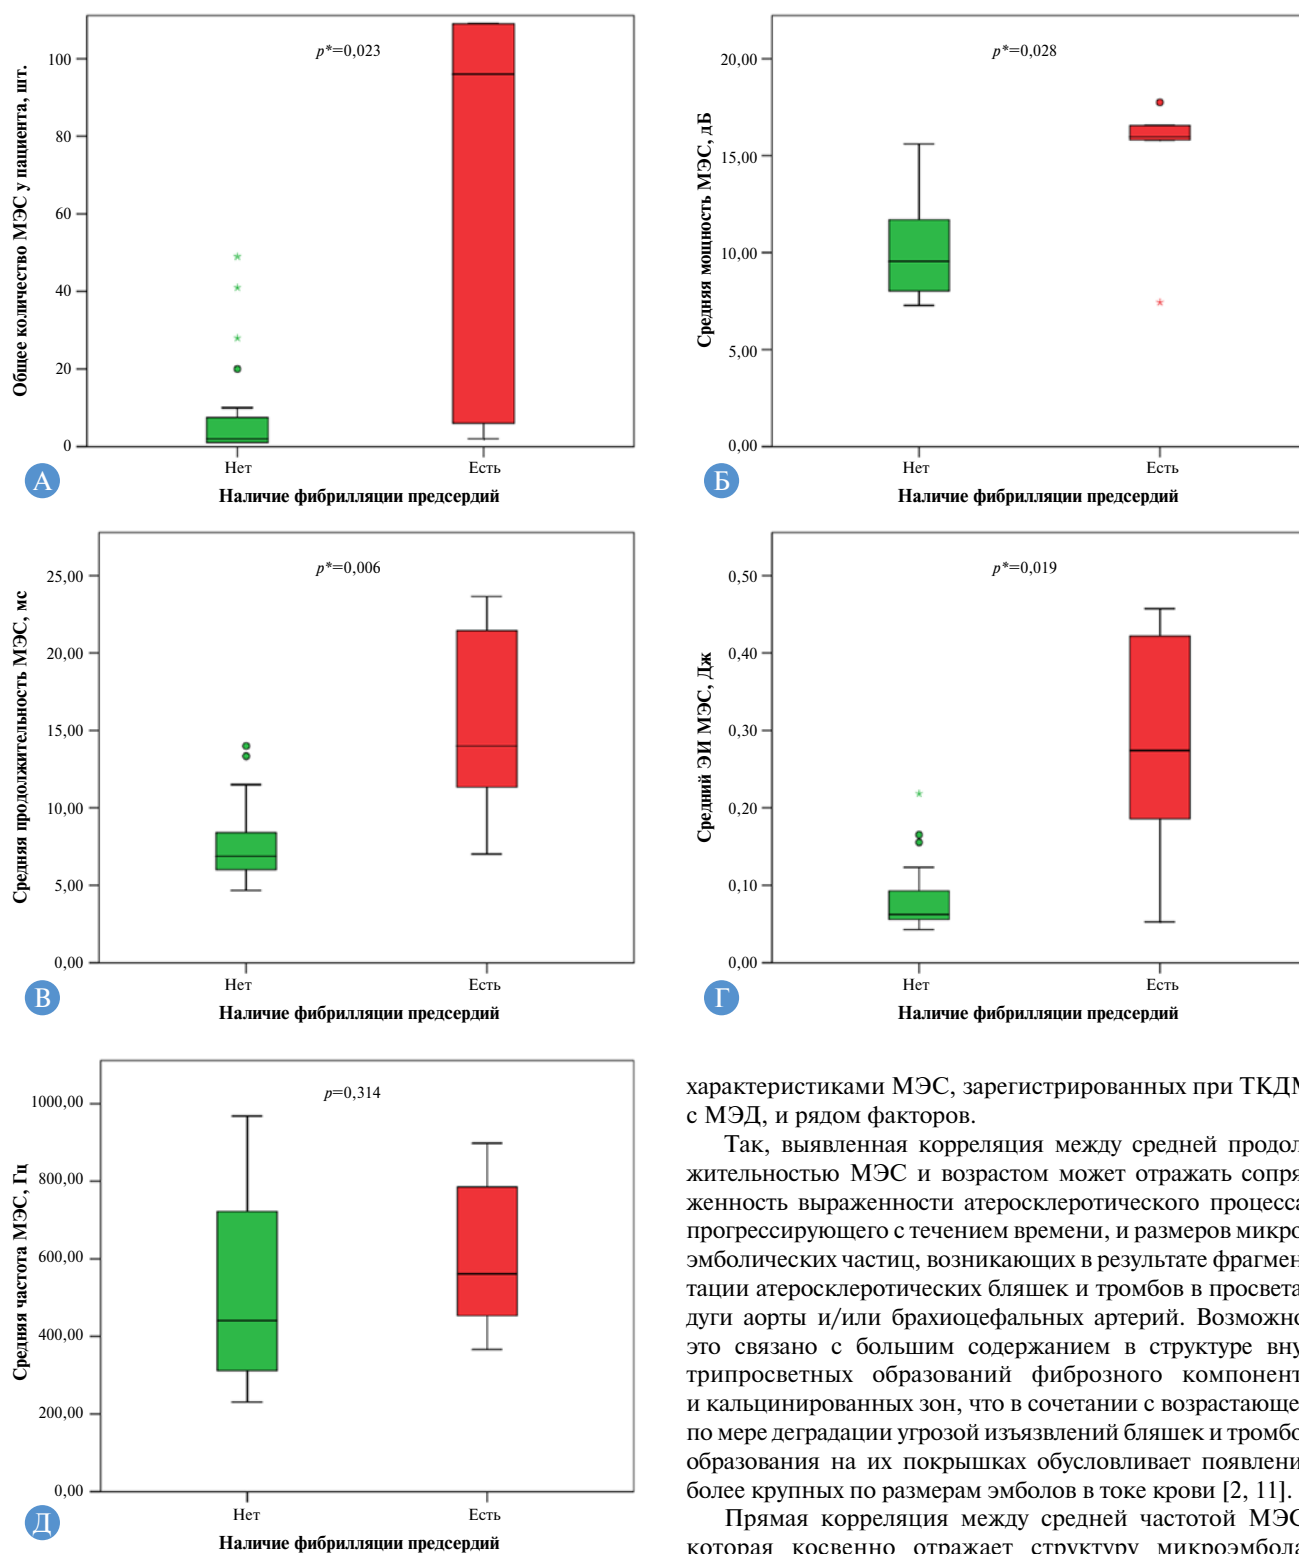 Общее количество МЭС у пациента, шт.
p*=0,023
100
80
60
40
20
0
Нет
Есть
Наличие фибрилляции предсердий
А
Средняя мощность МЭС, дБ
p*=0,028
20,00
15,00
10,00
5,00
0,00
Нет
Есть
Наличие фибрилляции предсердий
Б
Средняя продолжительность МЭС, мс
p*=0,006
25,00
20,00
15,00
10,00
5,00
0,00
Нет
Есть
Наличие фибрилляции предсердий
В
Средний ЭИ МЭС, Дж
p*=0,019
0,50
0,40
0,30
0,20
0,10
0,00
Нет
Есть
Наличие фибрилляции предсердий
Г
Средняя частота МЭС, Гц
p=0,314
1000,00
800,00
600,00
400,00
200,00
0,00
Нет
Есть
Наличие фибрилляции предсердий
Д
характеристиками МЭС, зарегистрированных при
с МЭД, и рядом факторов.
Так, выявленная корреляция между средней продол
жительностью МЭС и возрастом может отражать сопря
женность выраженности атеросклеротического процесса
прогрессирующего с течением времени, и размеров микро
эмболических частиц, возникающих в результате фрагмен
тации атеросклеротических бляшек и тромбов в просвета
дуги аорты и/или брахиоцефальных артерий. Возможно
это связано с большим содержанием в структуре вну
трипросветных образований фиброзного компонент
и кальцинированных зон, что в сочетании с возрастающе
по мере деградации угрозой изъязвлений бляшек и тромбо
образования на их покрышках обусловливает появлени
более крупных по размерам эмболов в токе крови [2, 11].
Прямая корреляция между средней частотой МЭС
которая косвенно отражает структуру микроэмбола